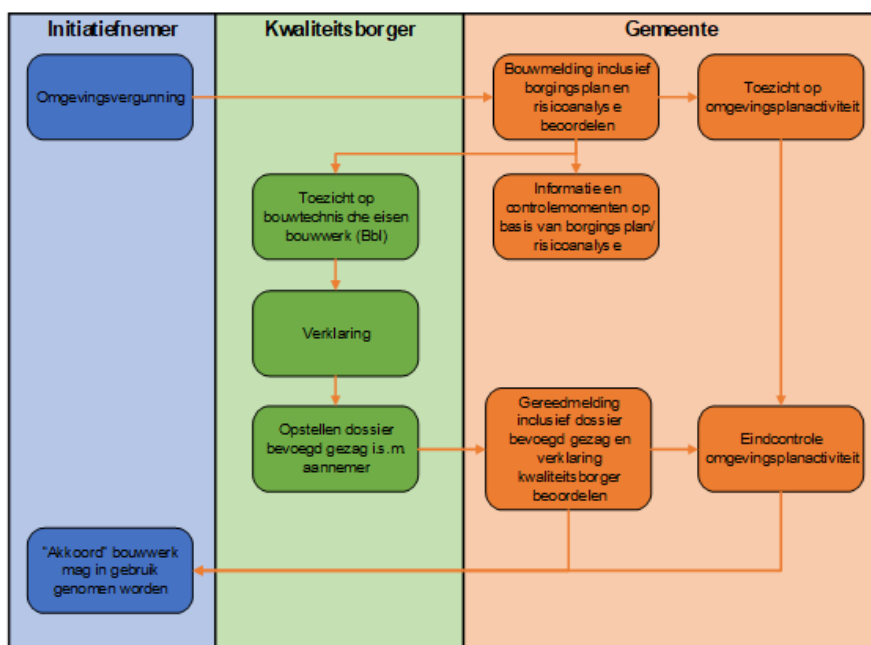 Initiatiefnemer
Kwaliteitsborger
Gemeente
Omgevingsvergunning
Bouwmelding inclusief
borgingsplan en
risicoanalyse
beoordelen
Toezicht op
omgevingsplanactiviteit
Toezicht op
bouwtechnische eisen
bouwwerk (Bbl)
Informatie en
controlemomenten op
basis van borgingsplan/
risicoanalyse
Verklaring
Opstellen dossier
bevoegd gezag i.s.m.
aannemer
Gereedmelding
inclusief dossier
bevoegd gezag en
verklaring
kwaliteitsborger
beoordelen
Eindcontrole
omgevingsplanactiviteit
"Akkoord" bouwwerk
mag in gebruik
genomen worden